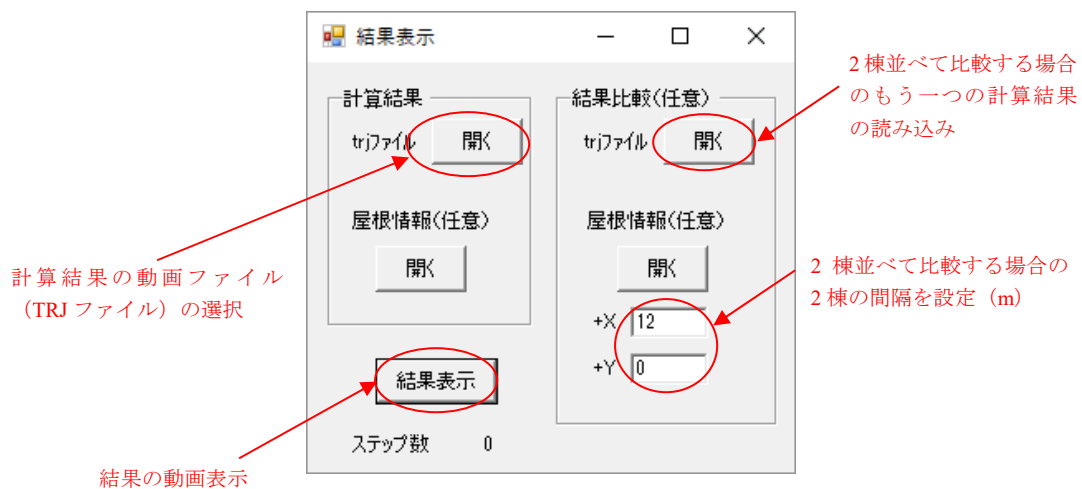 結果表示
計算結果
trjファイル 開く
屋根情報(任意)
開く
結果表示
ステップ数 0
結果比較(任意)
trjファイル 開く
屋根情報(任意)
開く
+X 12
+Y 0
2棟並べて比較する場合
のもう一つの計算結果
の読み込み
計算結果の動画ファイル
（TRJファイル）の選択
2 棟並べて比較する場合の
2棟の間隔を設定（m）
結果の動画表示